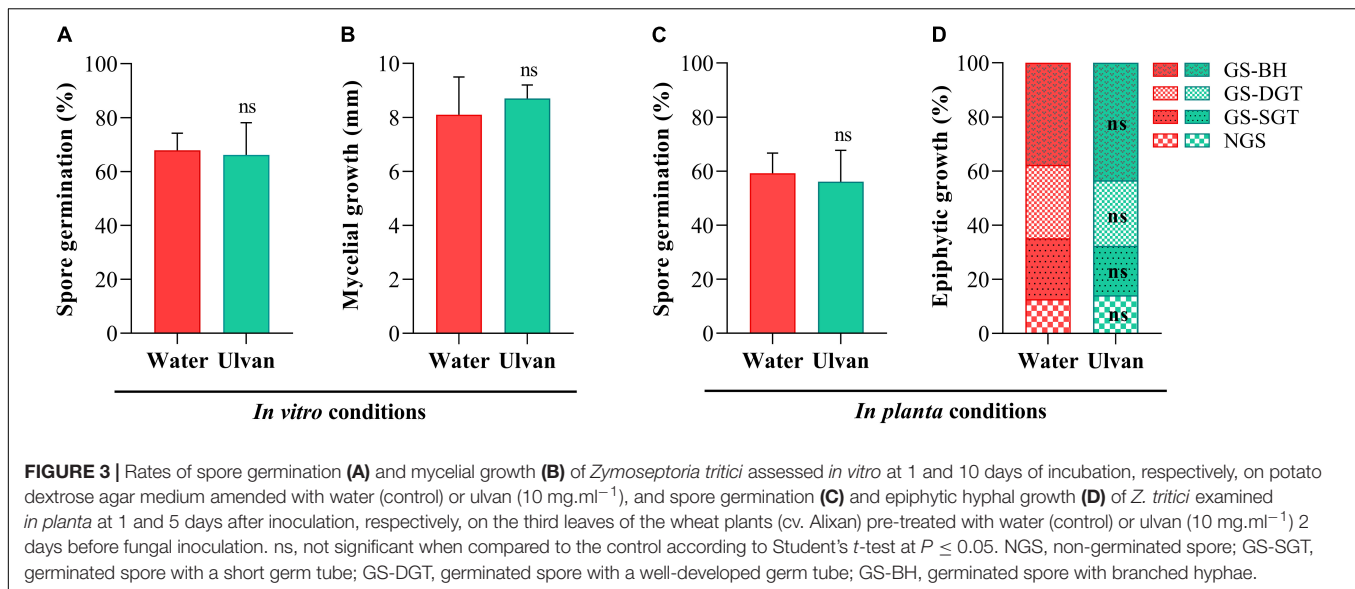 A
B
C
D
Spore germination (%)
100
80
60
40
20
0
ns
Water Ulvan
Mycelial growth (mm)
10
8
6
4
2
0
ns
Water Ulvan
In vitro conditions
Spore germination (%)
100
80
60
40
20
0
ns
Water Ulvan
Epiphytic growth (%)
100
80
60
40
20
0
ns
ns
ns
ns
Water Ulvan
In planta conditions
GS-BH
GS-DGT
GS-SGT
NGS
FIGURE 3 | Rates of spore germination (A) and mycelial growth (B) of Zymoseptoria tritici assessed in vitro at 1 and 10 days of incubation, respectively, on potato
dextrose agar medium amended with water (control) or ulvan (10 mg.ml−1), and spore germination (C) and epiphytic hyphal growth (D) of Z. tritici examined
in planta at 1 and 5 days after inoculation, respectively, on the third leaves of the wheat plants (cv. Alixan) pre-treated with water (control) or ulvan (10 mg.ml−1) 2
days before fungal inoculation. ns, not significant when compared to the control according to Student's t-test at P ≤ 0.05. NGS, non-germinated spore; GS-SGT,
germinated spore with a short germ tube; GS-DGT, germinated spore with a well-developed germ tube; GS-BH, germinated spore with branched hyphae.